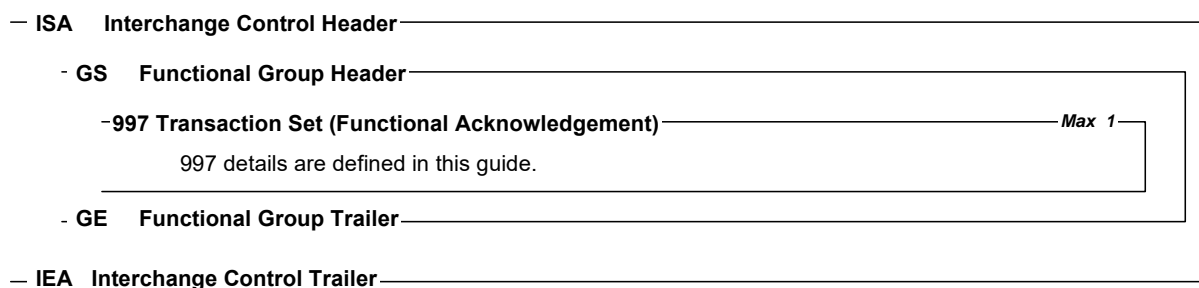 ISA Interchange Control Header
GS Functional Group Header
997 Transaction Set (Functional Acknowledgement) Max 1
997 details are defined in this guide.
GE Functional Group Trailer
IEA Interchange Control Trailer